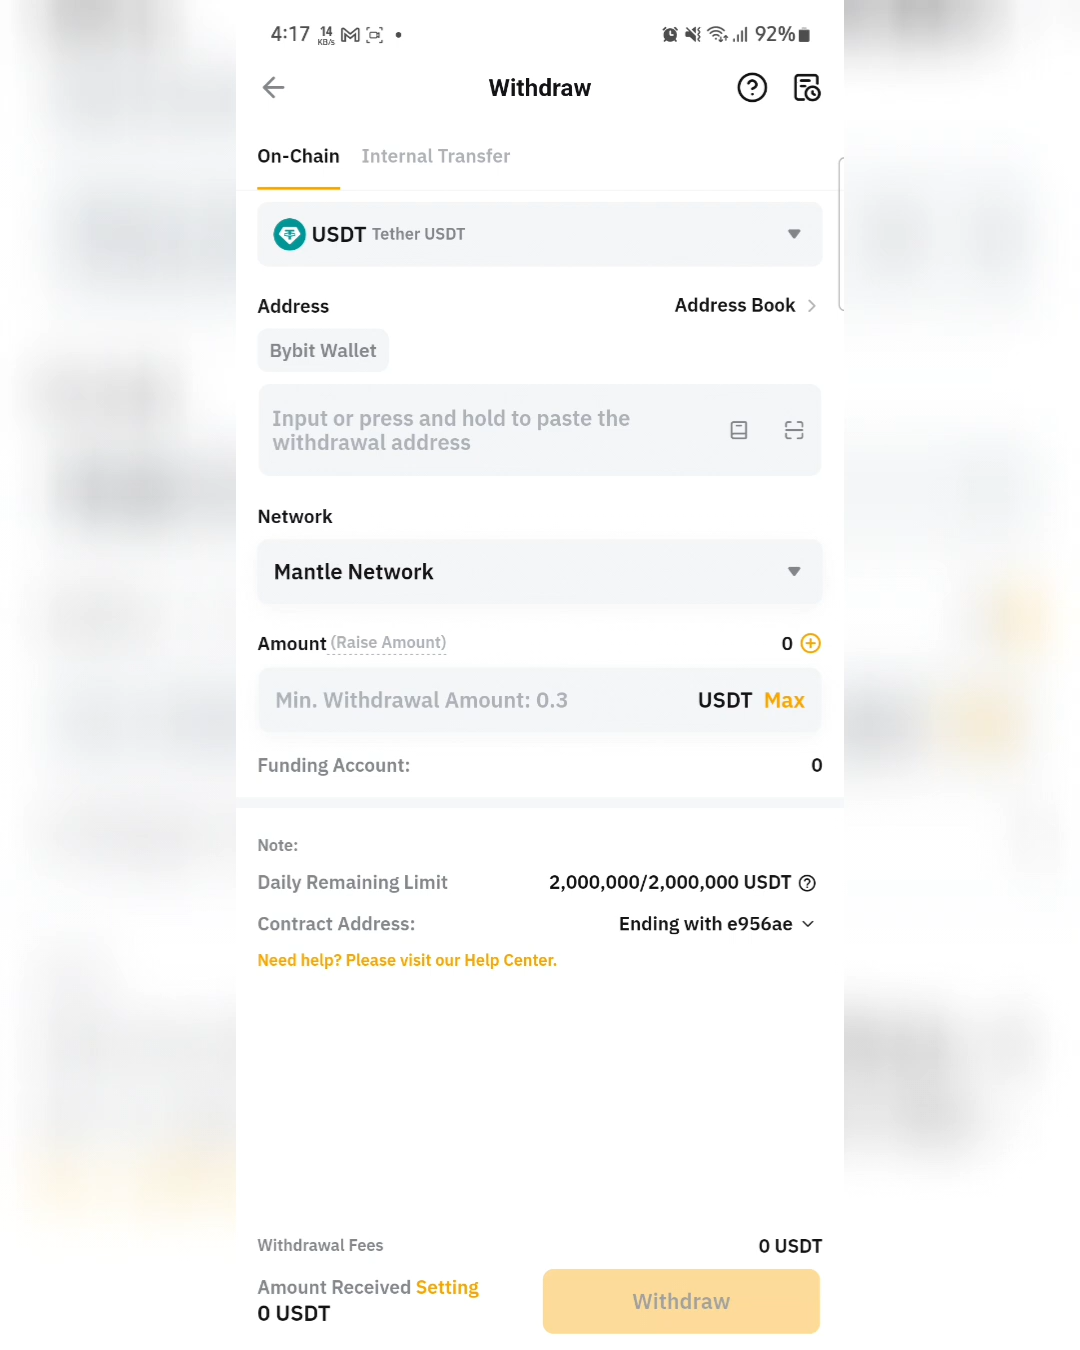 4:17 14 KB/s 92%
Withdraw
On-Chain Internal Transfer
USDT Tether USDT
Address Address Book
Bybit Wallet
Input or press and hold to paste the
withdrawal address
Network
Mantle Network
Amount (Raise Amount) 0
Min. Withdrawal Amount: 0.3 USDT Max
Funding Account: 0
Note:
Daily Remaining Limit 2,000,000/2,000,000 USDT
Contract Address: Ending with e956ae
Need help? Please visit our Help Center.
Withdrawal Fees 0 USDT
Amount Received Setting
0 USDT
Withdraw